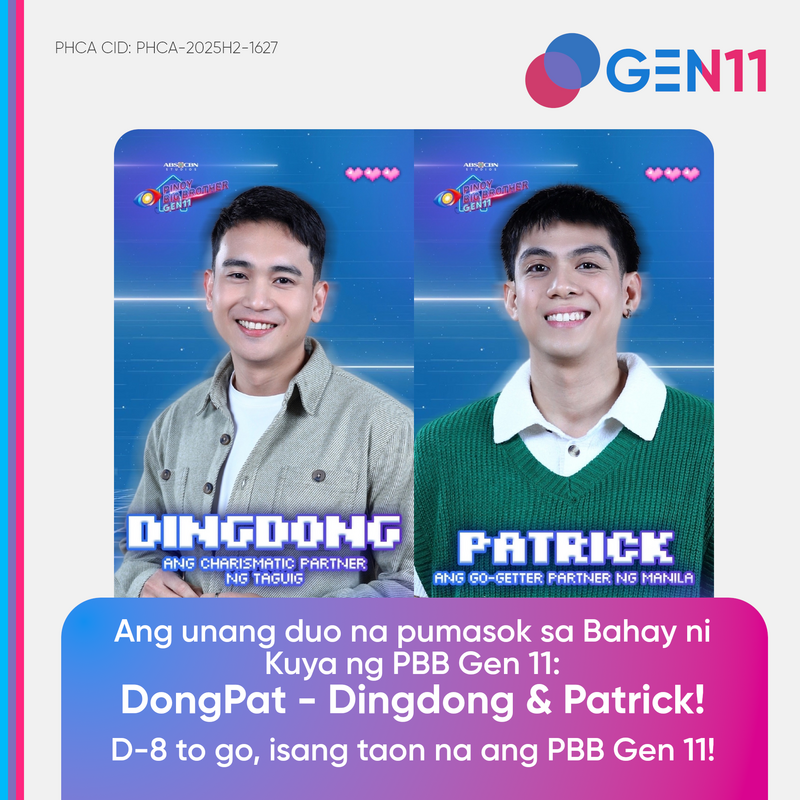 PHCA CID: PHCA-2025H2-1627
GEN11
ABS-CBN
STUDIOS
PINOY
BIG BROTHER
GEN11
DINGDONG
ANG CHARISMATIC PARTNER
NG TAGUIG
ABS-CBN
STUDIOS
PINOY
BIG BROTHER
GEN11
PATRICK
ANG GO-GETTER PARTNER NG MANILA
Ang unang duo na pumasok sa Bahay ni
Kuya ng PBB Gen 11:
DongPat - Dingdong & Patrick!
D-8 to go, isang taon na ang PBB Gen 11!